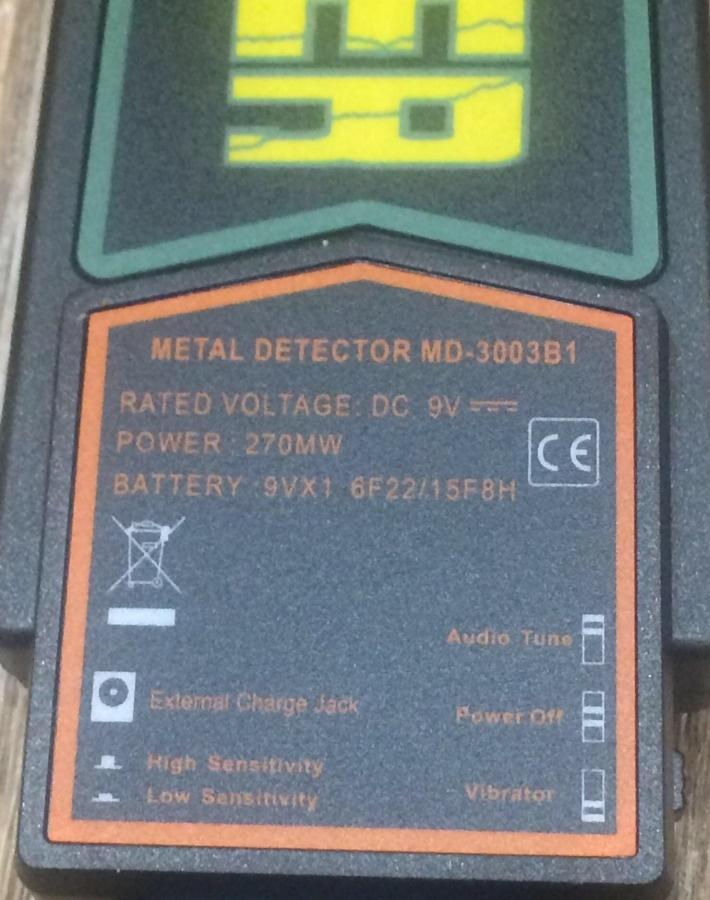 METAL DETECTOR MD-3003B1
RATED VOLTAGE: DC 9V
POWER : 270MW
BATTERY :9VX1 6F22/15F8H
CE
Audio Tune
External Charge Jack
Power Off
High Sensitivity
Low Sensitivity
Vibrator